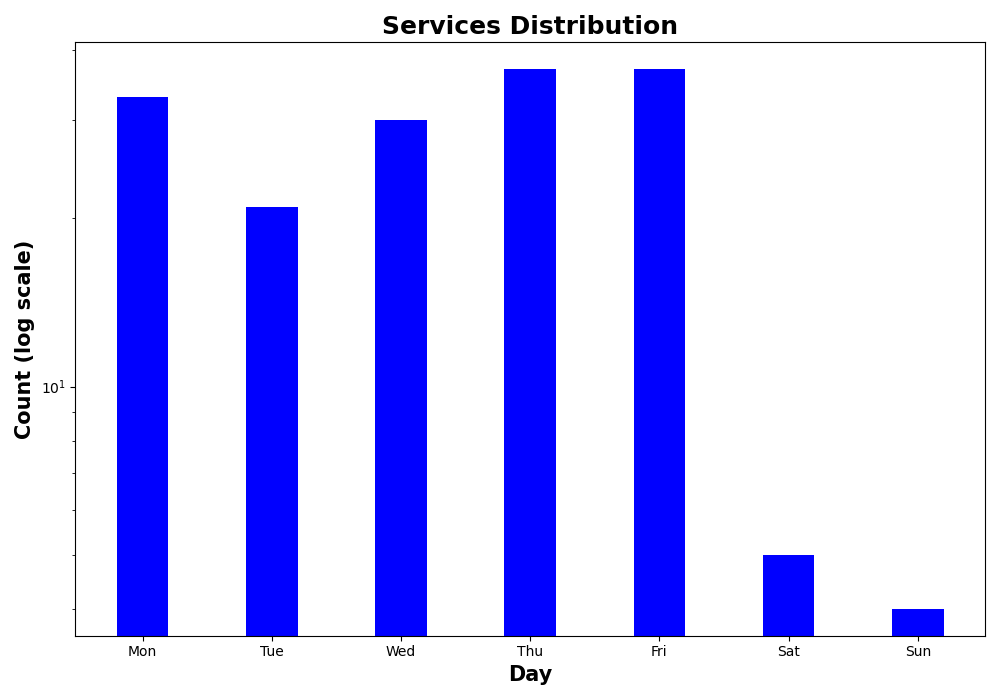 Services Distribution
Count (log scale)
10¹
Mon Tue Wed Thu Fri Sat Sun
Day